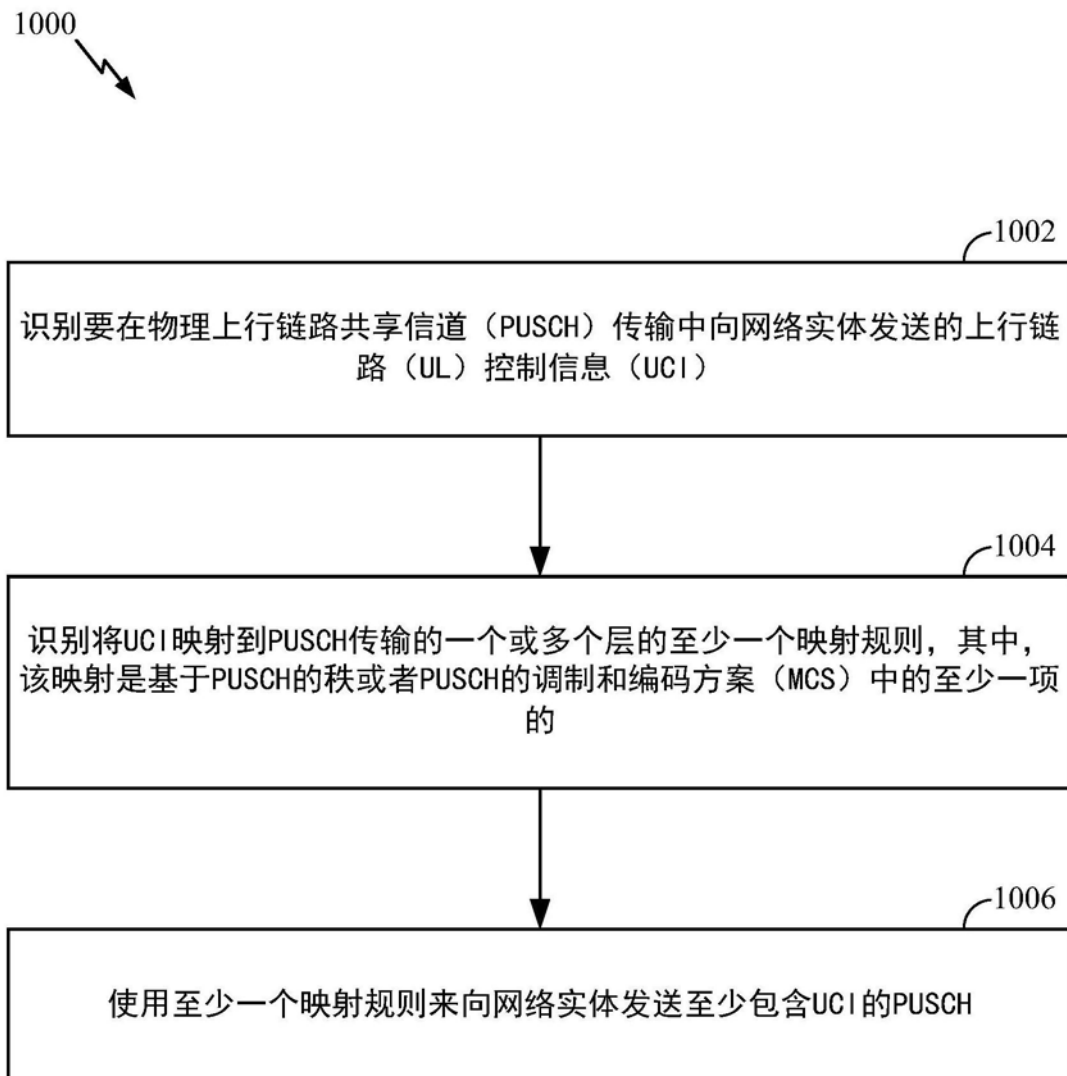 1000
1002
识别要在物理上行链路共享信道（PUSCH）传输中向网络实体发送的上行链
路（UL）控制信息（UCI）
1004
识别将UCI映射到PUSCH传输的一个或多个层的至少一个映射规则，其中，
该映射是基于PUSCH的秩或者PUSCH的调制和编码方案（MCS）中的至少一项
的
1006
使用至少一个映射规则来向网络实体发送至少包含UCI的PUSCH